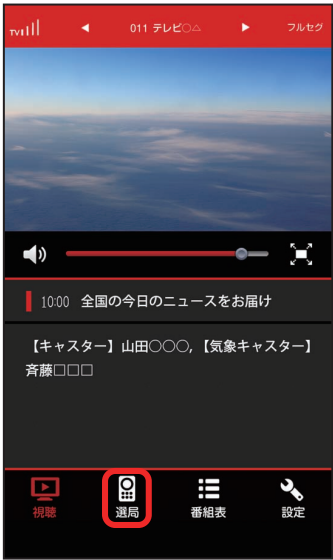 TV
011 テレビ○△
フルセグ
10:00 全国の今日のニュースをお届け
【キャスター】山田○○○, 【気象キャスター】
斉藤□□□
視聴
選局
番組表
設定